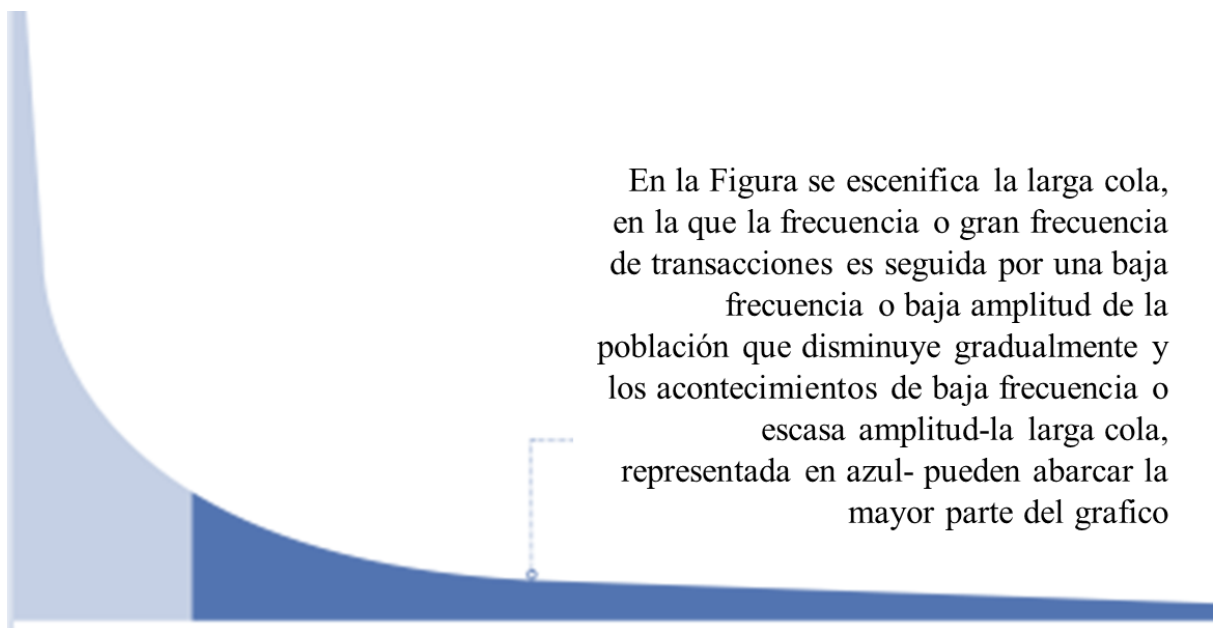 En la Figura se escenifica la larga cola,
en la que la frecuencia o gran frecuencia
de transacciones es seguida por una baja
frecuencia o baja amplitud de la
población que disminuye gradualmente y
los acontecimientos de baja frecuencia o
escasa amplitud-la larga cola,
representada en azul- pueden abarcar la
mayor parte del grafico